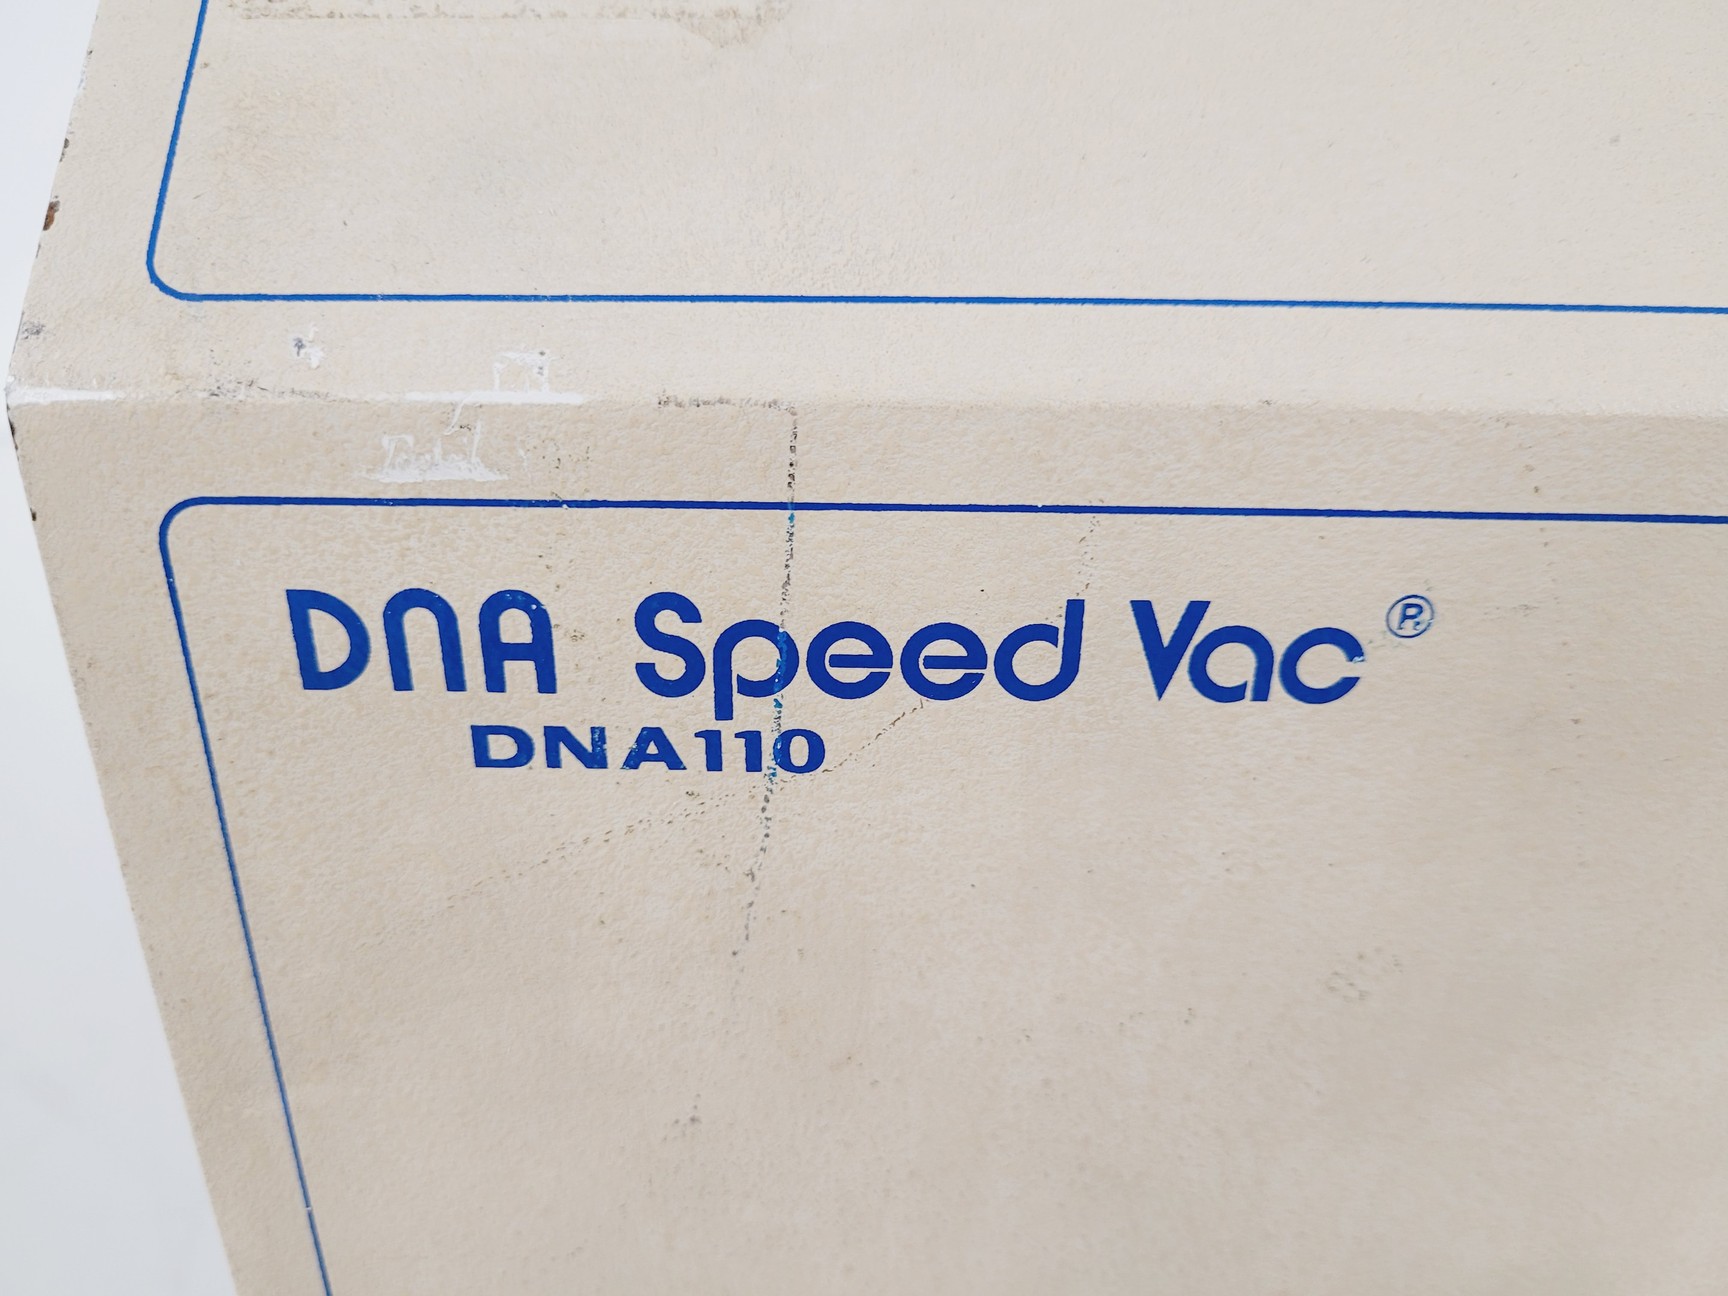 DNA Speed Vac®
DNA110